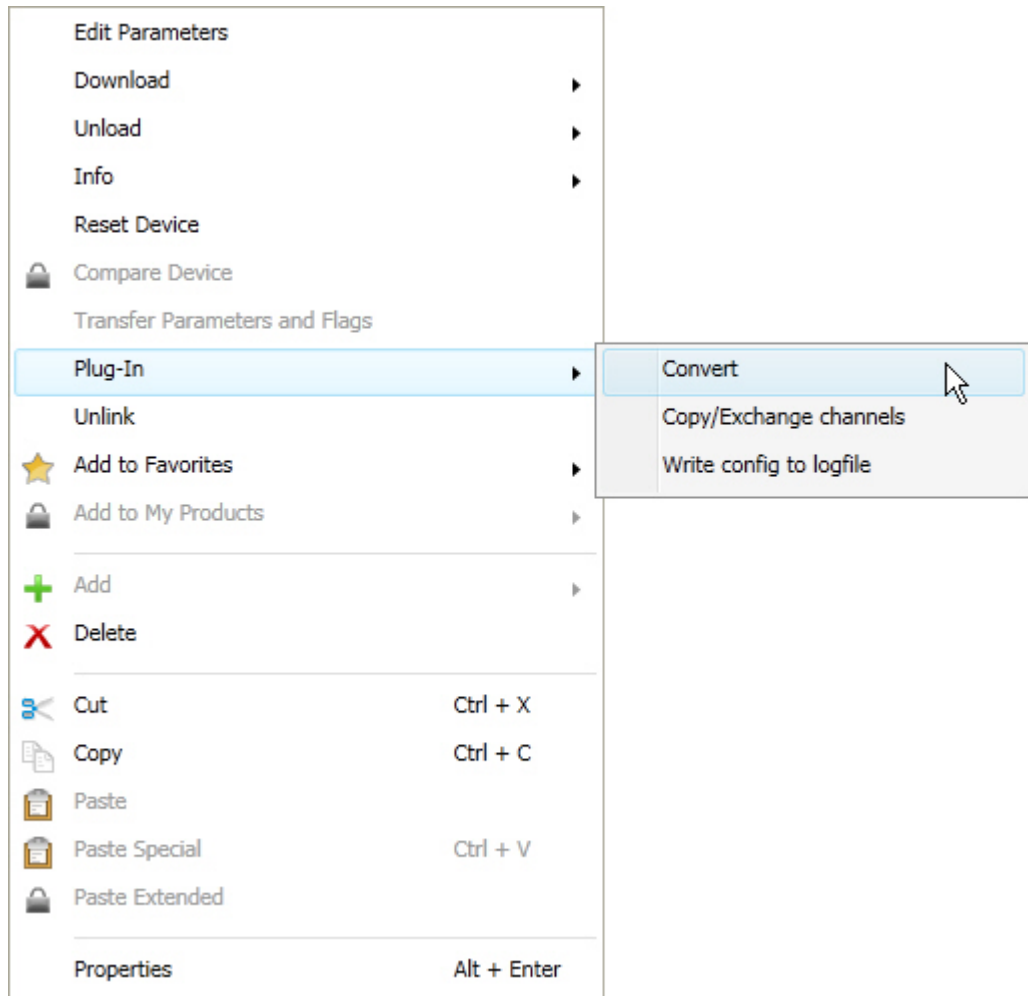 Edit Parameters
Download
Unload
Info
Reset Device
Compare Device
Transfer Parameters and Flags
Plug-In
Convert
Unlink
Copy/Exchange channels
Add to Favorites
Write config to logfile
Add to My Products
Add
Delete
Cut Ctrl + X
Copy Ctrl + C
Paste
Paste Special Ctrl + V
Paste Extended
Properties Alt + Enter